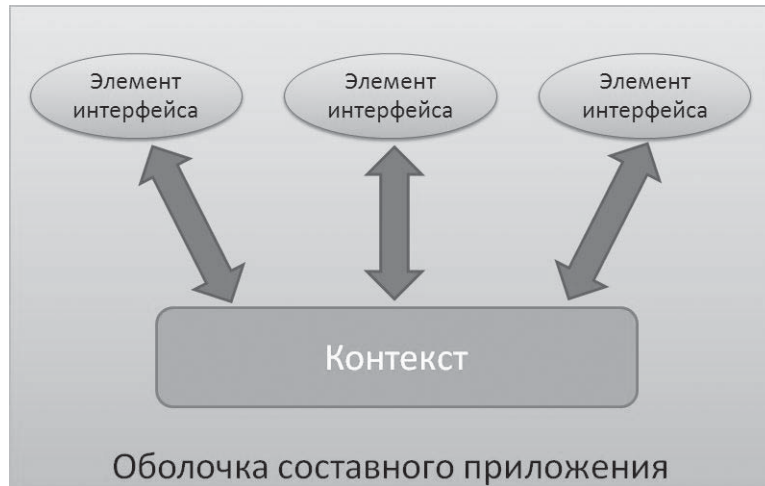 Элемент
интерфейса
Элемент
интерфейса
Элемент
интерфейса
Контекст
Оболочка составного приложения